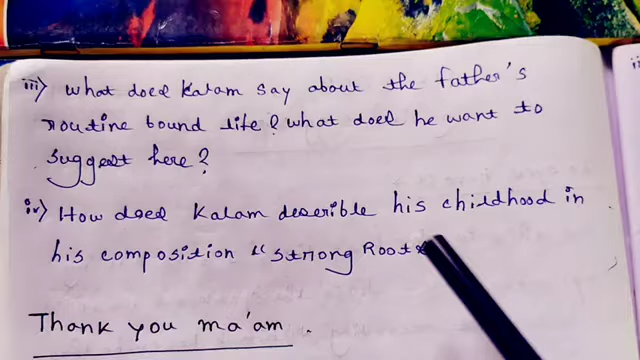 iii) What does Kalam say about the father's
routine bound life? What does he want to
suggest here?
iv) How does Kalam describle his childhood in
his composition "Strong Roots
Thank you ma'am.